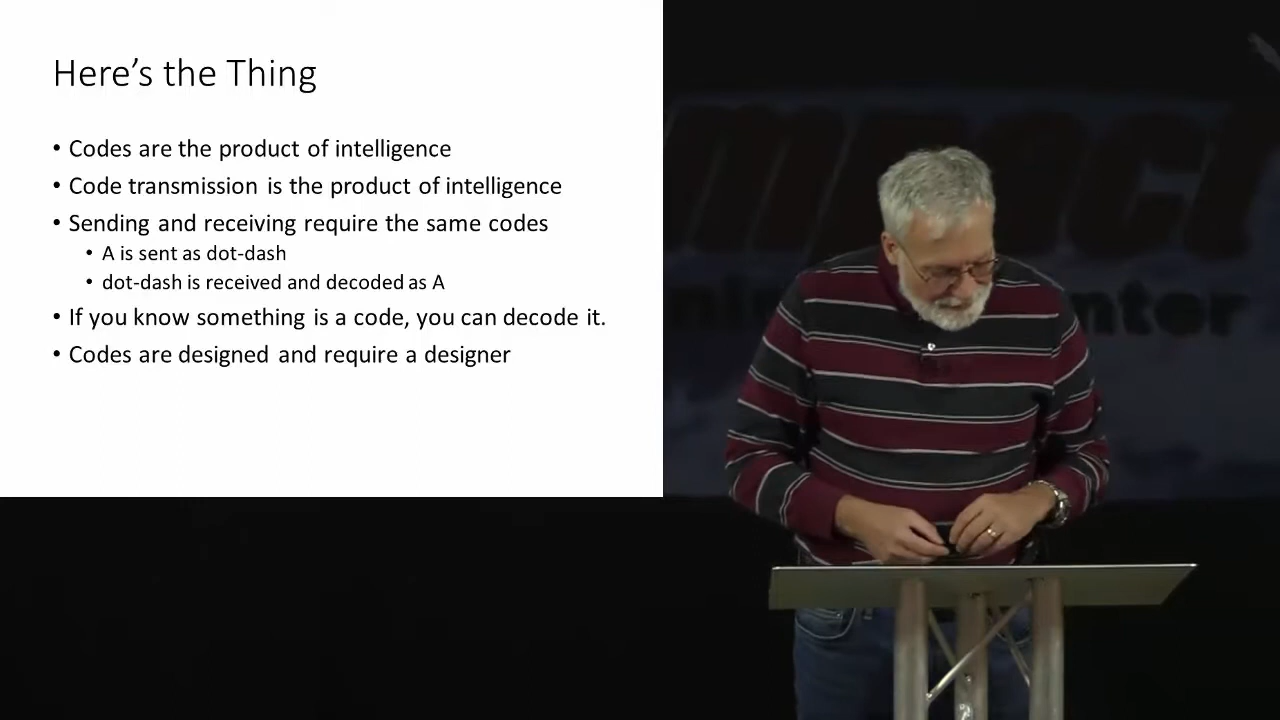 Here’s the Thing
• Codes are the product of intelligence
• Code transmission is the product of intelligence
• Sending and receiving require the same codes
• A is sent as dot-dash
• dot-dash is received and decoded as A
• If you know something is a code, you can decode it.
• Codes are designed and require a designer